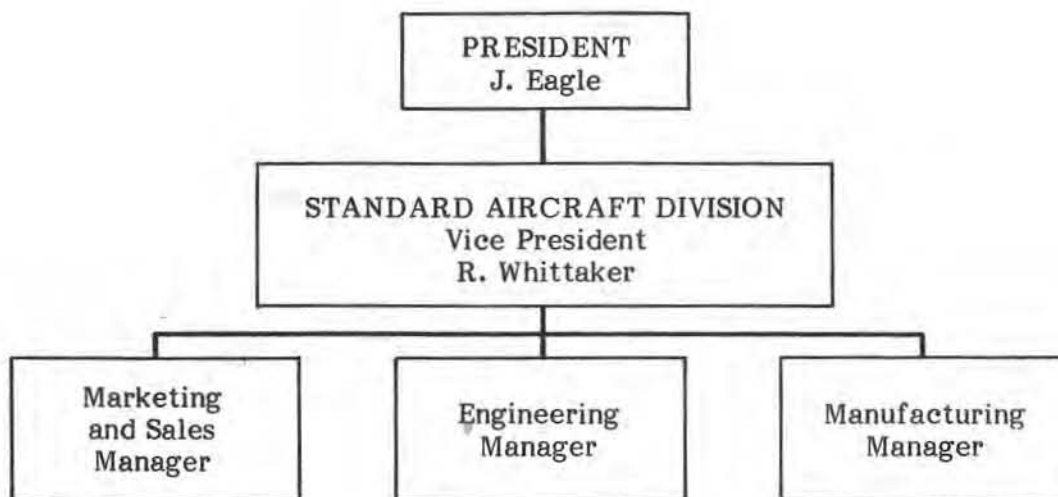 PRESIDENT
J. Eagle
STANDARD AIRCRAFT DIVISION
Vice President
R. Whittaker
Marketing
and Sales
Manager
Engineering
Manager
Manufacturing
Manager